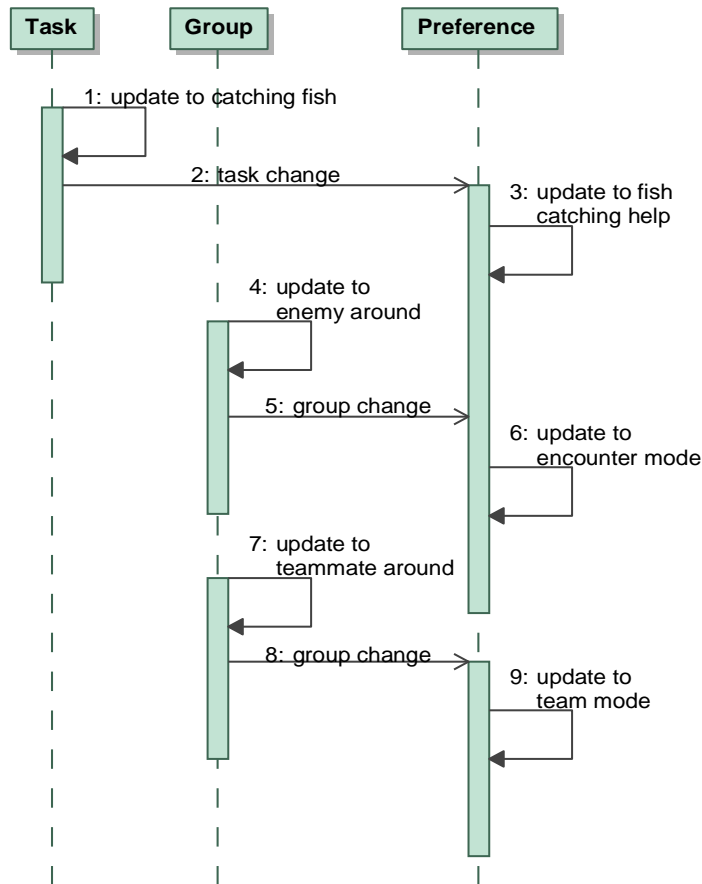 Task
Group
Preference
1: update to catching fish
2: task change
3: update to fish
catching help
4: update to
enemy around
5: group change
6: update to
encounter mode
7: update to
teammate around
8: group change
9: update to
team mode